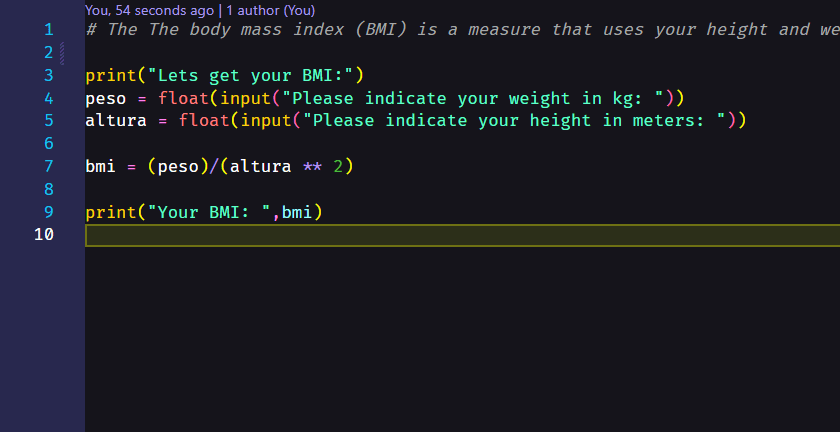 You, 54 seconds ago | 1 author (You)
1 # The The body mass index (BMI) is a measure that uses your height and we
2
3 print("Lets get your BMI:")
4 peso = float(input("Please indicate your weight in kg: "))
5 altura = float(input("Please indicate your height in meters: "))
6
7 bmi = (peso)/(altura ** 2)
8
9 print("Your BMI: ",bmi)
10